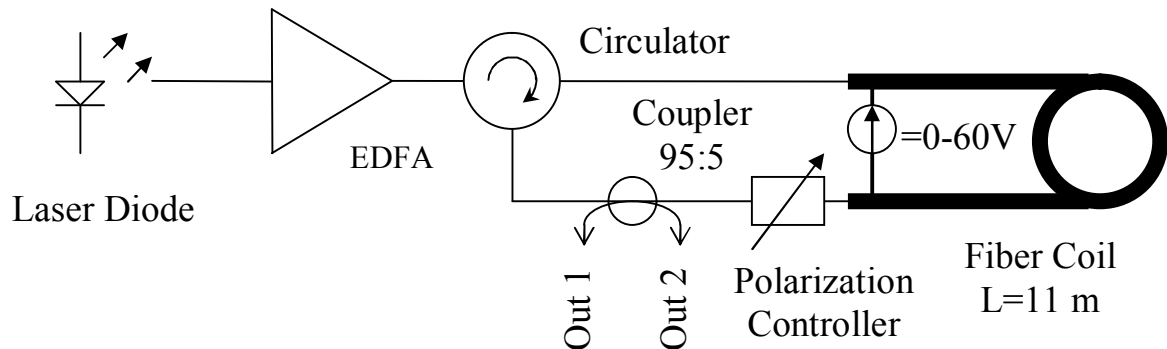 Circulator
Coupler
95:5
=0-60V
EDFA
Laser Diode
Out 1
Out 2
Polarization
Controller
Fiber Coil
L=11 m